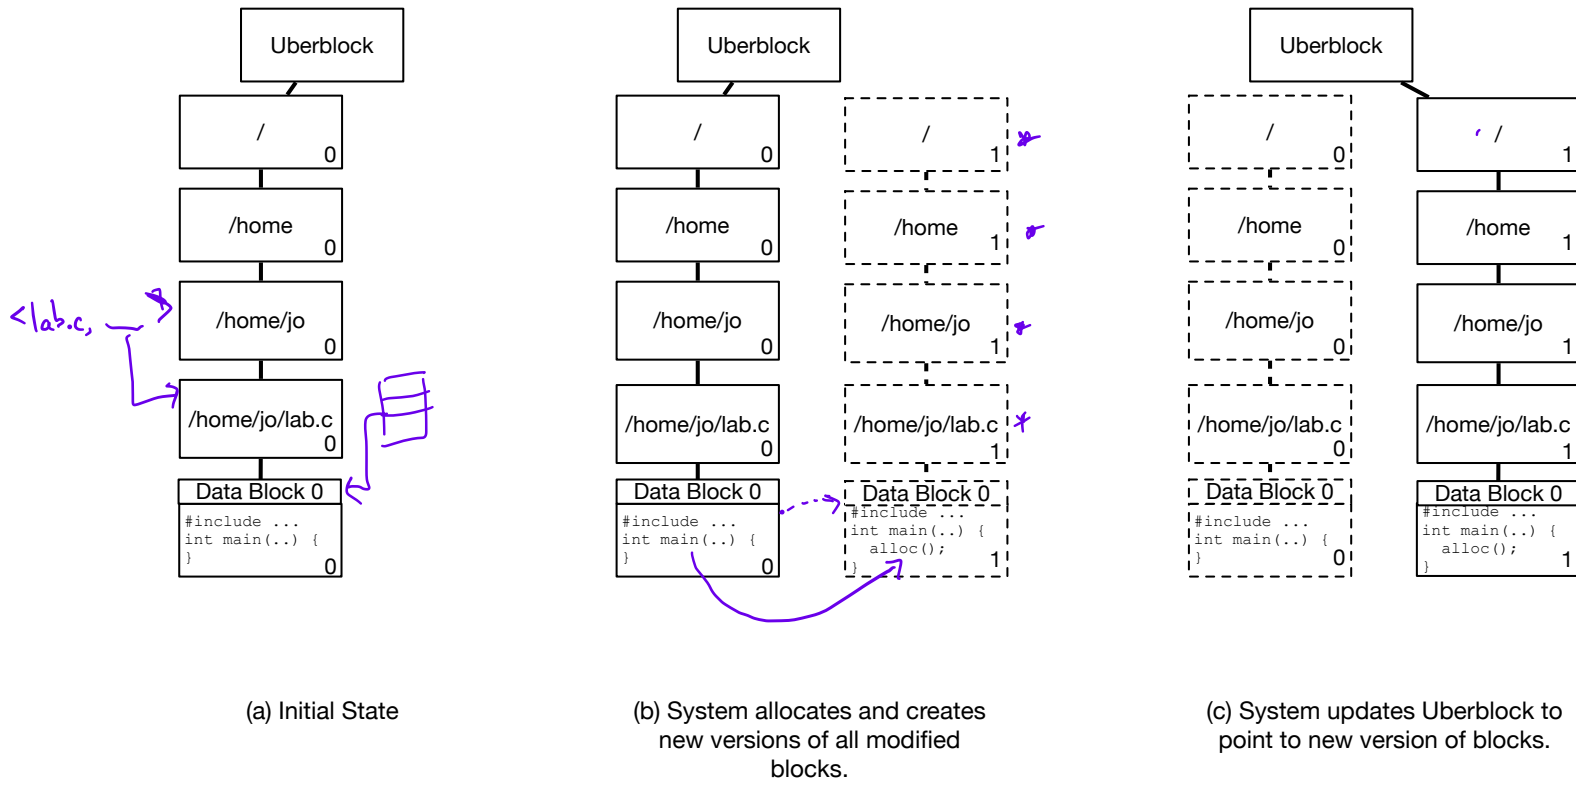 Uberblock
/
0
/home
0
<lab.c,
/home/jo
0
/home/jo/lab.c
0
Data Block 0
#include ...
int main(..) {
}
0
(a) Initial State
Uberblock
/
0
/home
0
/home/jo
0
/home/jo/lab.c
0
Data Block 0
#include ...
int main(..) {
}
0
/
1
/home
1
/home/jo
1
/home/jo/lab.c
1
Data Block 0
#include ...
int main(..) {
alloc();
}
1
(b) System allocates and creates
new versions of all modified
blocks.
Uberblock
/
0
/home
0
/home/jo
0
/home/jo/lab.c
0
Data Block 0
#include ...
int main(..) {
}
0
/
1
/home
1
/home/jo
1
/home/jo/lab.c
1
Data Block 0
#include ...
int main(..) {
alloc();
}
1
(c) System updates Uberblock to
point to new version of blocks.